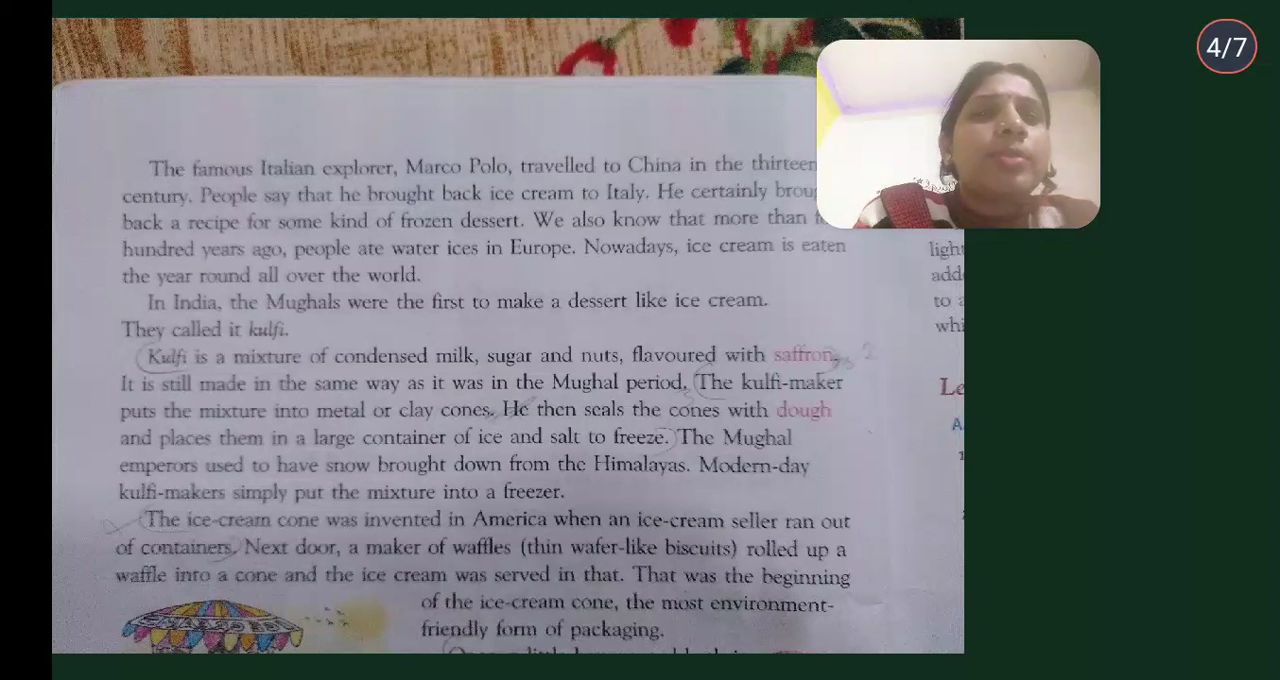 4/7
The famous Italian explorer, Marco Polo, travelled to China in the
century. People say that he brought back ice cream to Italy. He certainly
back a recipe for some kind of frozen dessert. We also know that more than
hundred years ago, people ate water ices in Europe. Nowadays, ice cream is eaten
the year round all over the world.
In India, the Mughals were the first to make a dessert like ice cream.
They called it kulfi.
Kulfi is a mixture of condensed milk, sugar and nuts, flavoured with saffron.
It is still made in the same way as it was in the Mughal period. The kulfi-maker
puts the mixture into metal or clay cones. He then seals the cones with dough
and places them in a large container of ice and salt to freeze. The Mughal
emperors used to have snow brought down from the Himalayas. Modern-day
kulfi-makers simply put the mixture into a freezer.
The ice-cream cone was invented in America when an ice-cream seller ran out
of containers. Next door, a maker of waffles (thin wafer-like biscuits) rolled up a
waffle into a cone and the ice cream was served in that. That was the beginning
of the ice-cream cone, the most environment-
friendly form of packaging.
light
add
to a
whi
Le
A